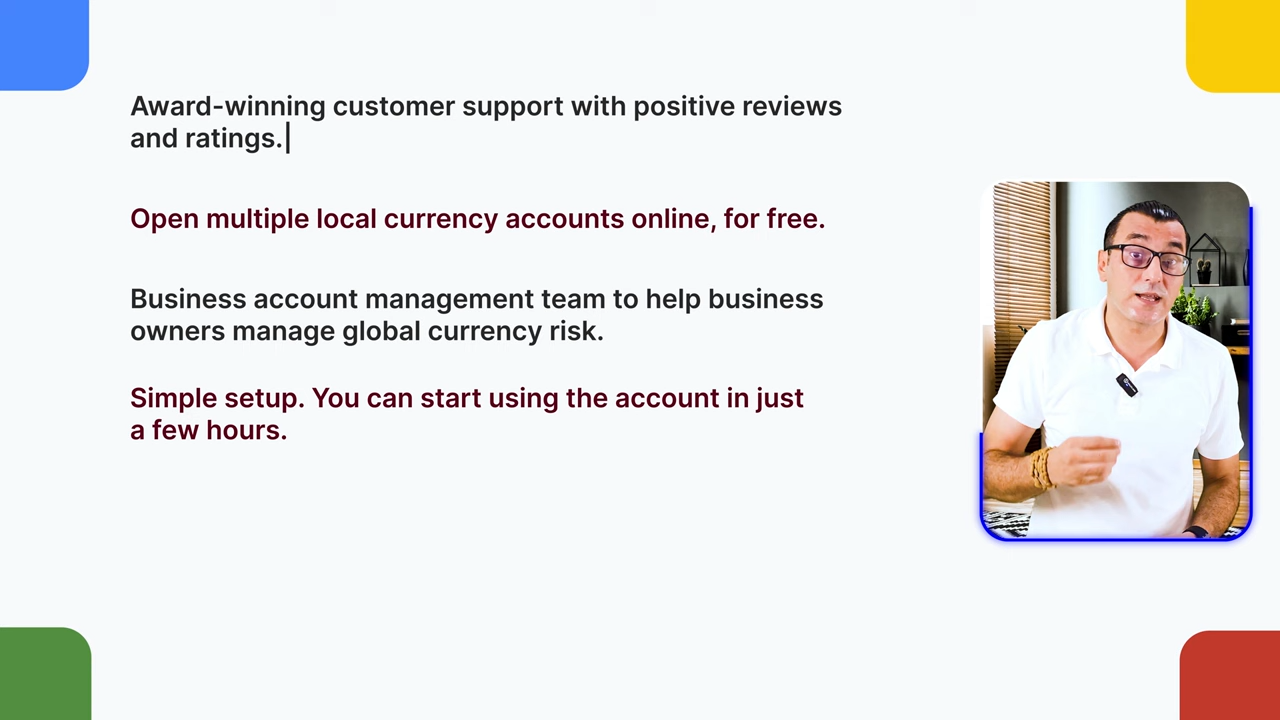 Award-winning customer support with positive reviews
and ratings.
Open multiple local currency accounts online, for free.
Business account management team to help business
owners manage global currency risk.
Simple setup. You can start using the account in just
a few hours.